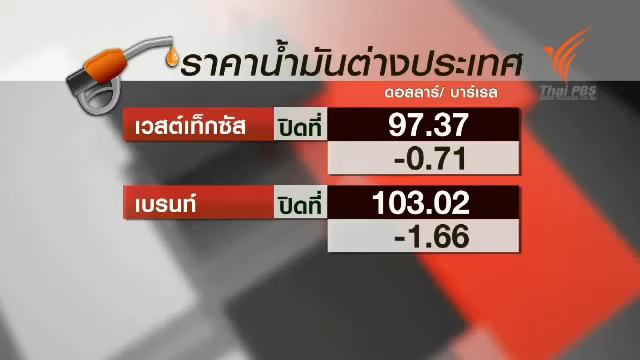 ราคาน้ำมันต่างประเทศ
Thai PBS
ดอลลาร์/ บาร์เรล
เวสต์เท็กซัส ปิดที่ 97.37
-0.71
เบรนท์ ปิดที่ 103.02
-1.66